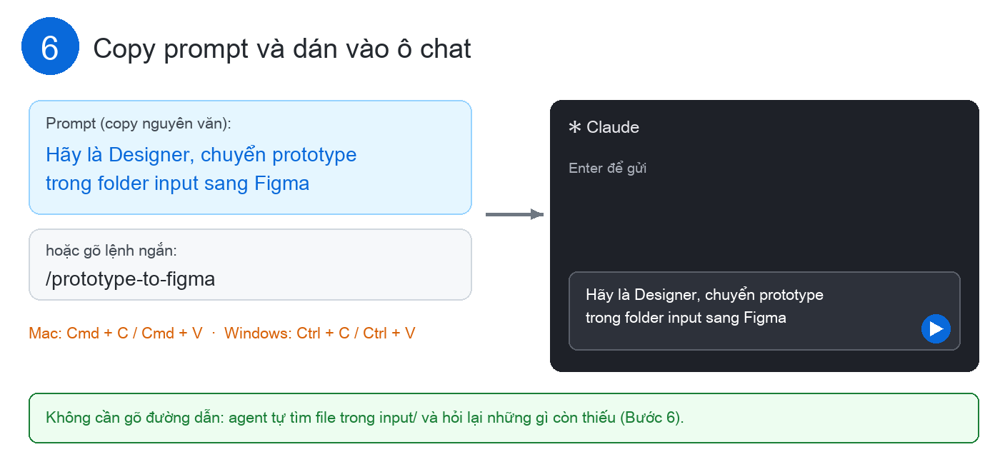 6
Copy prompt và dán vào ô chat
Prompt (copy nguyên văn):
Hãy là Designer, chuyển prototype
trong folder input sang Figma
hoặc gõ lệnh ngắn:
/prototype-to-figma
Mac: Cmd + C / Cmd + V · Windows: Ctrl + C / Ctrl + V
* Claude
Enter để gửi
Hãy là Designer, chuyển prototype
trong folder input sang Figma
Không cần gõ đường dẫn: agent tự tìm file trong input/ và hỏi lại những gì còn thiếu (Bước 6).